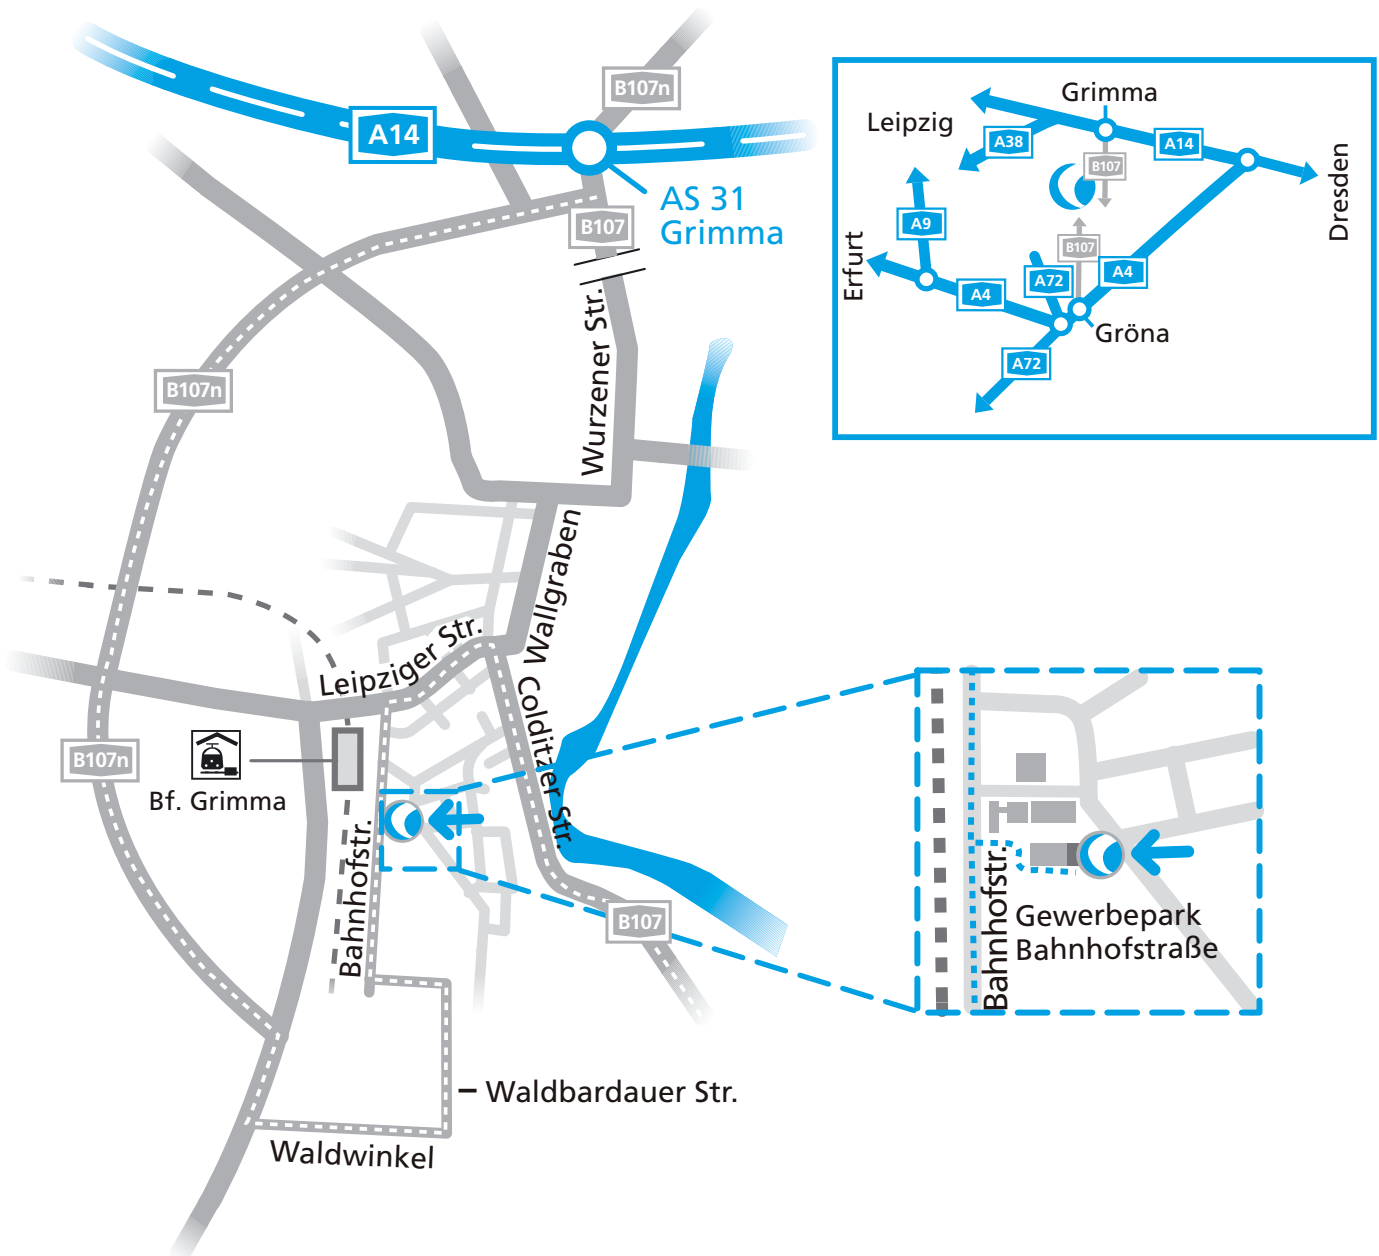 B107n
A14
AS 31
Grimma
B107
Wurzener Str.
B107n
Wallgraben
Leipziger Str.
Colditzer Str.
B107n
Bf. Grimma
Bahnhofstr.
B107
Waldbardauer Str.
Waldwinkel
Grimma
Leipzig
A38
A14
B107
Dresden
A9
Erfurt
B107
A72
A4
A4
Gröna
A72
Bahnhofstr.
Gewerbepark
Bahnhofstraße